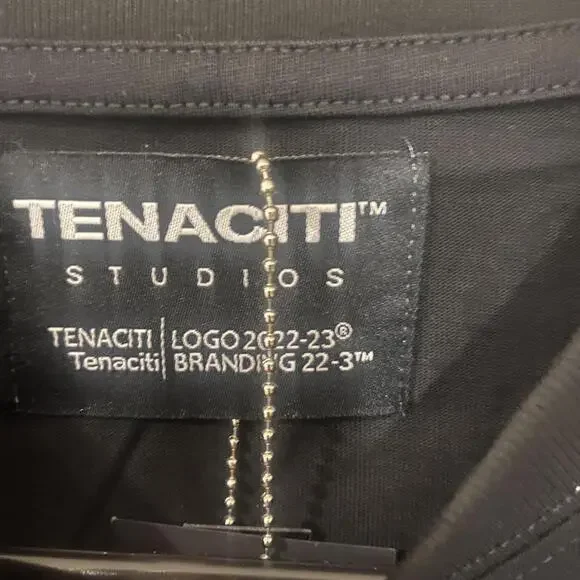 TENACITI™
STUDIOS
TENACITI | LOGO 2022-23®
Tenaciti | BRANDING 22-3™